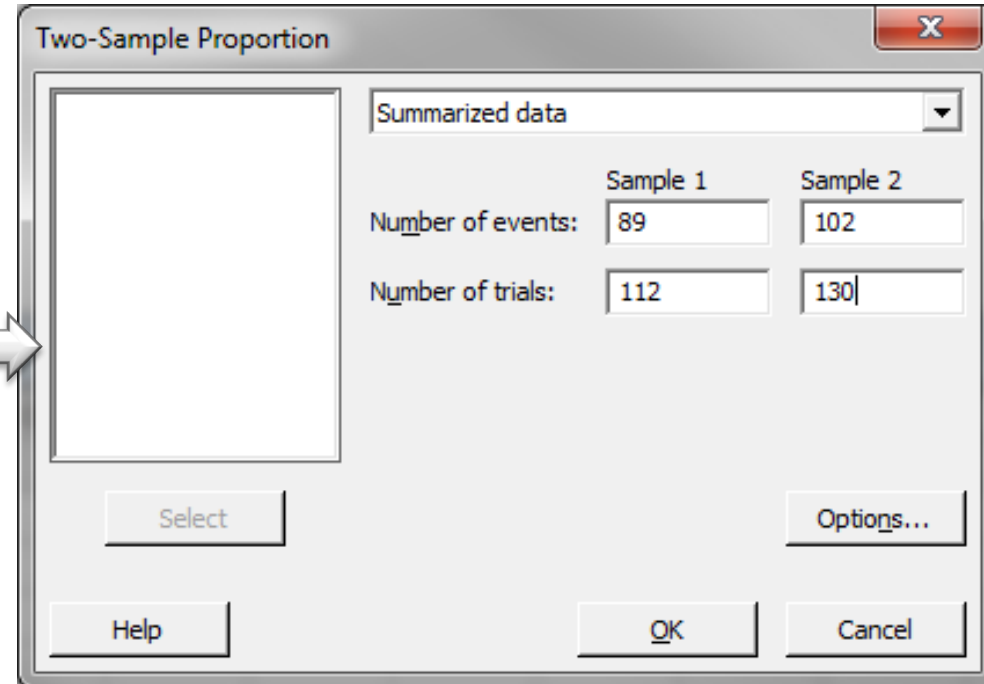 Two-Sample Proportion
Summarized data
Sample 1 Sample 2
Number of events: 89 102
Number of trials: 112 130
Select
Options...
Help OK Cancel